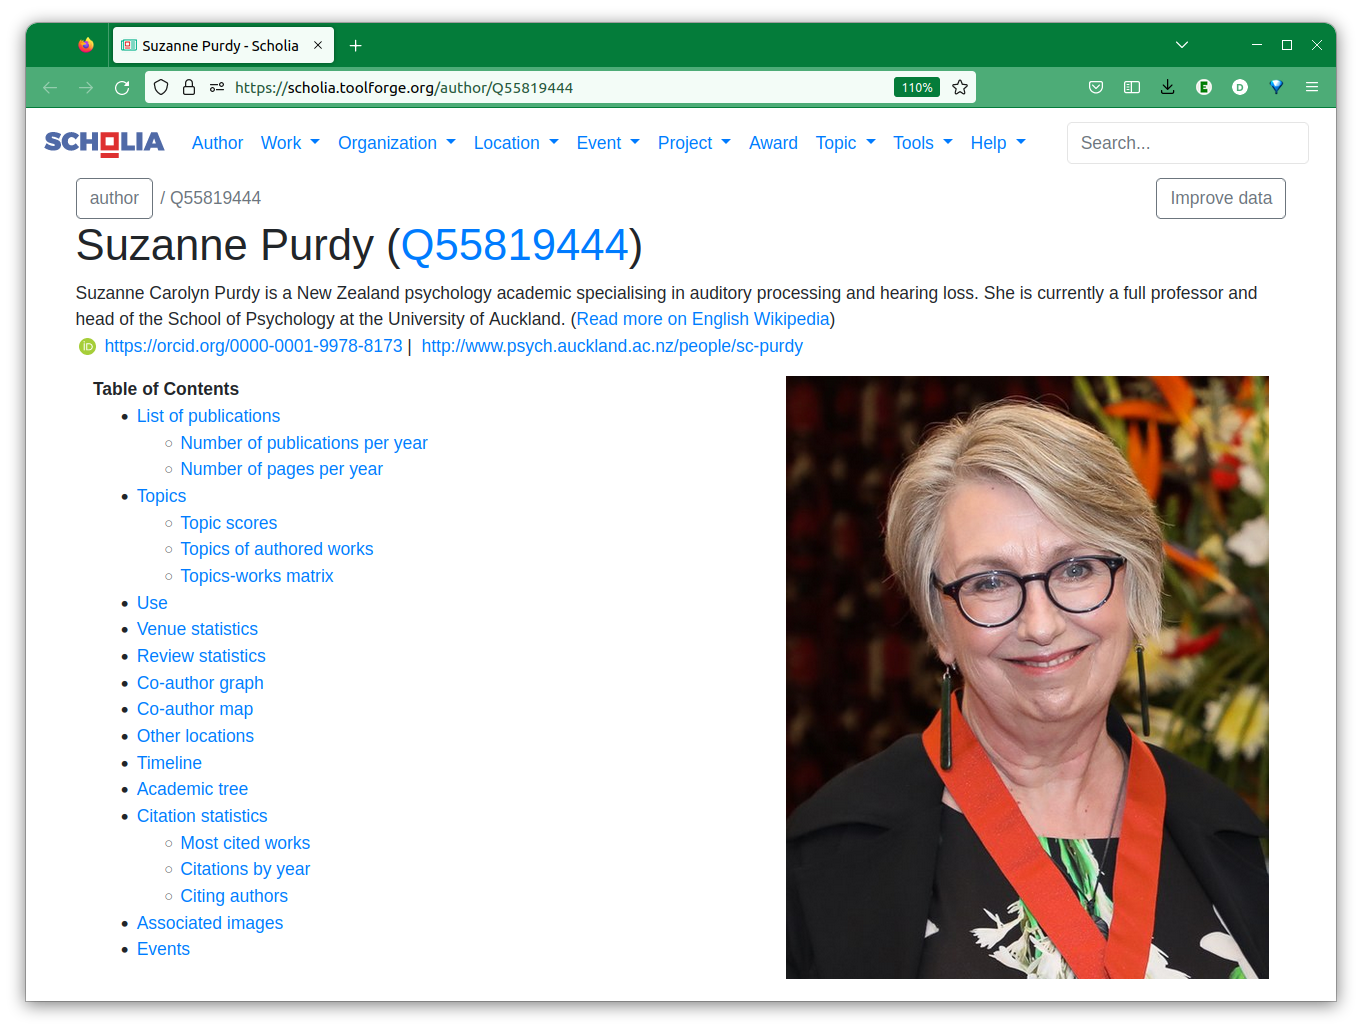 Suzanne Purdy - Scholia
https://scholia.toolforge.org/author/Q55819444
110%
SCHOLIA
Author Work Organization Location Event Project Award Topic Tools Help
Search...
author / Q55819444
Improve data
Suzanne Purdy (Q55819444)
Suzanne Carolyn Purdy is a New Zealand psychology academic specialising in auditory processing and hearing loss. She is currently a full professor and
head of the School of Psychology at the University of Auckland. (Read more on English Wikipedia)
iD https://orcid.org/0000-0001-9978-8173 | http://www.psych.auckland.ac.nz/people/sc-purdy
Table of Contents
List of publications
Number of publications per year
Number of pages per year
Topics
Topic scores
Topics of authored works
Topics-works matrix
Use
Venue statistics
Review statistics
Co-author graph
Co-author map
Other locations
Timeline
Academic tree
Citation statistics
Most cited works
Citations by year
Citing authors
Associated images
Events